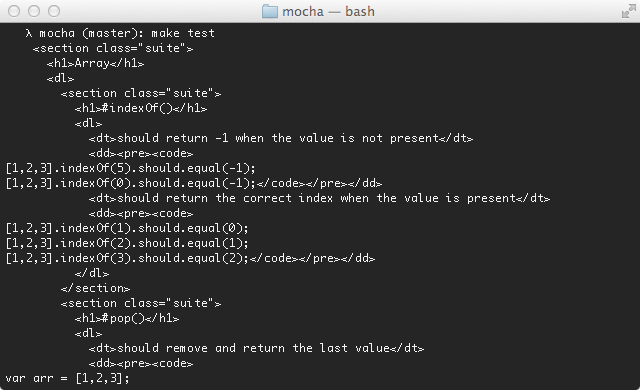 mocha — bash
λ mocha (master): make test
<section class="suite">
<h1>Array</h1>
<dl>
<section class="suite">
<h1>#indexOf()</h1>
<dl>
<dt>should return -1 when the value is not present</dt>
<dd><pre><code>
[1,2,3].indexOf(5).should.equal(-1);
[1,2,3].indexOf(0).should.equal(-1);</code></pre></dd>
<dt>should return the correct index when the value is present</dt>
<dd><pre><code>
[1,2,3].indexOf(1).should.equal(0);
[1,2,3].indexOf(2).should.equal(1);
[1,2,3].indexOf(3).should.equal(2);</code></pre></dd>
</dl>
</section>
<section class="suite">
<h1>#pop()</h1>
<dl>
<dt>should remove and return the last value</dt>
<dd><pre><code>
var arr = [1,2,3];